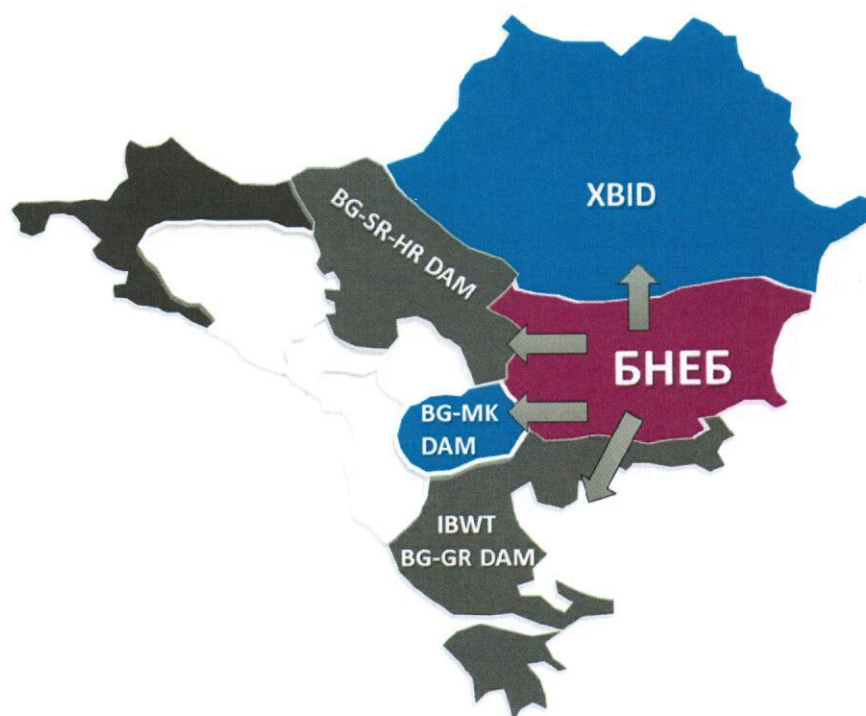 XBID
BG-SR-HR DAM
БНЕБ
BG-MK
DAM
IBWT
BG-GR DAM